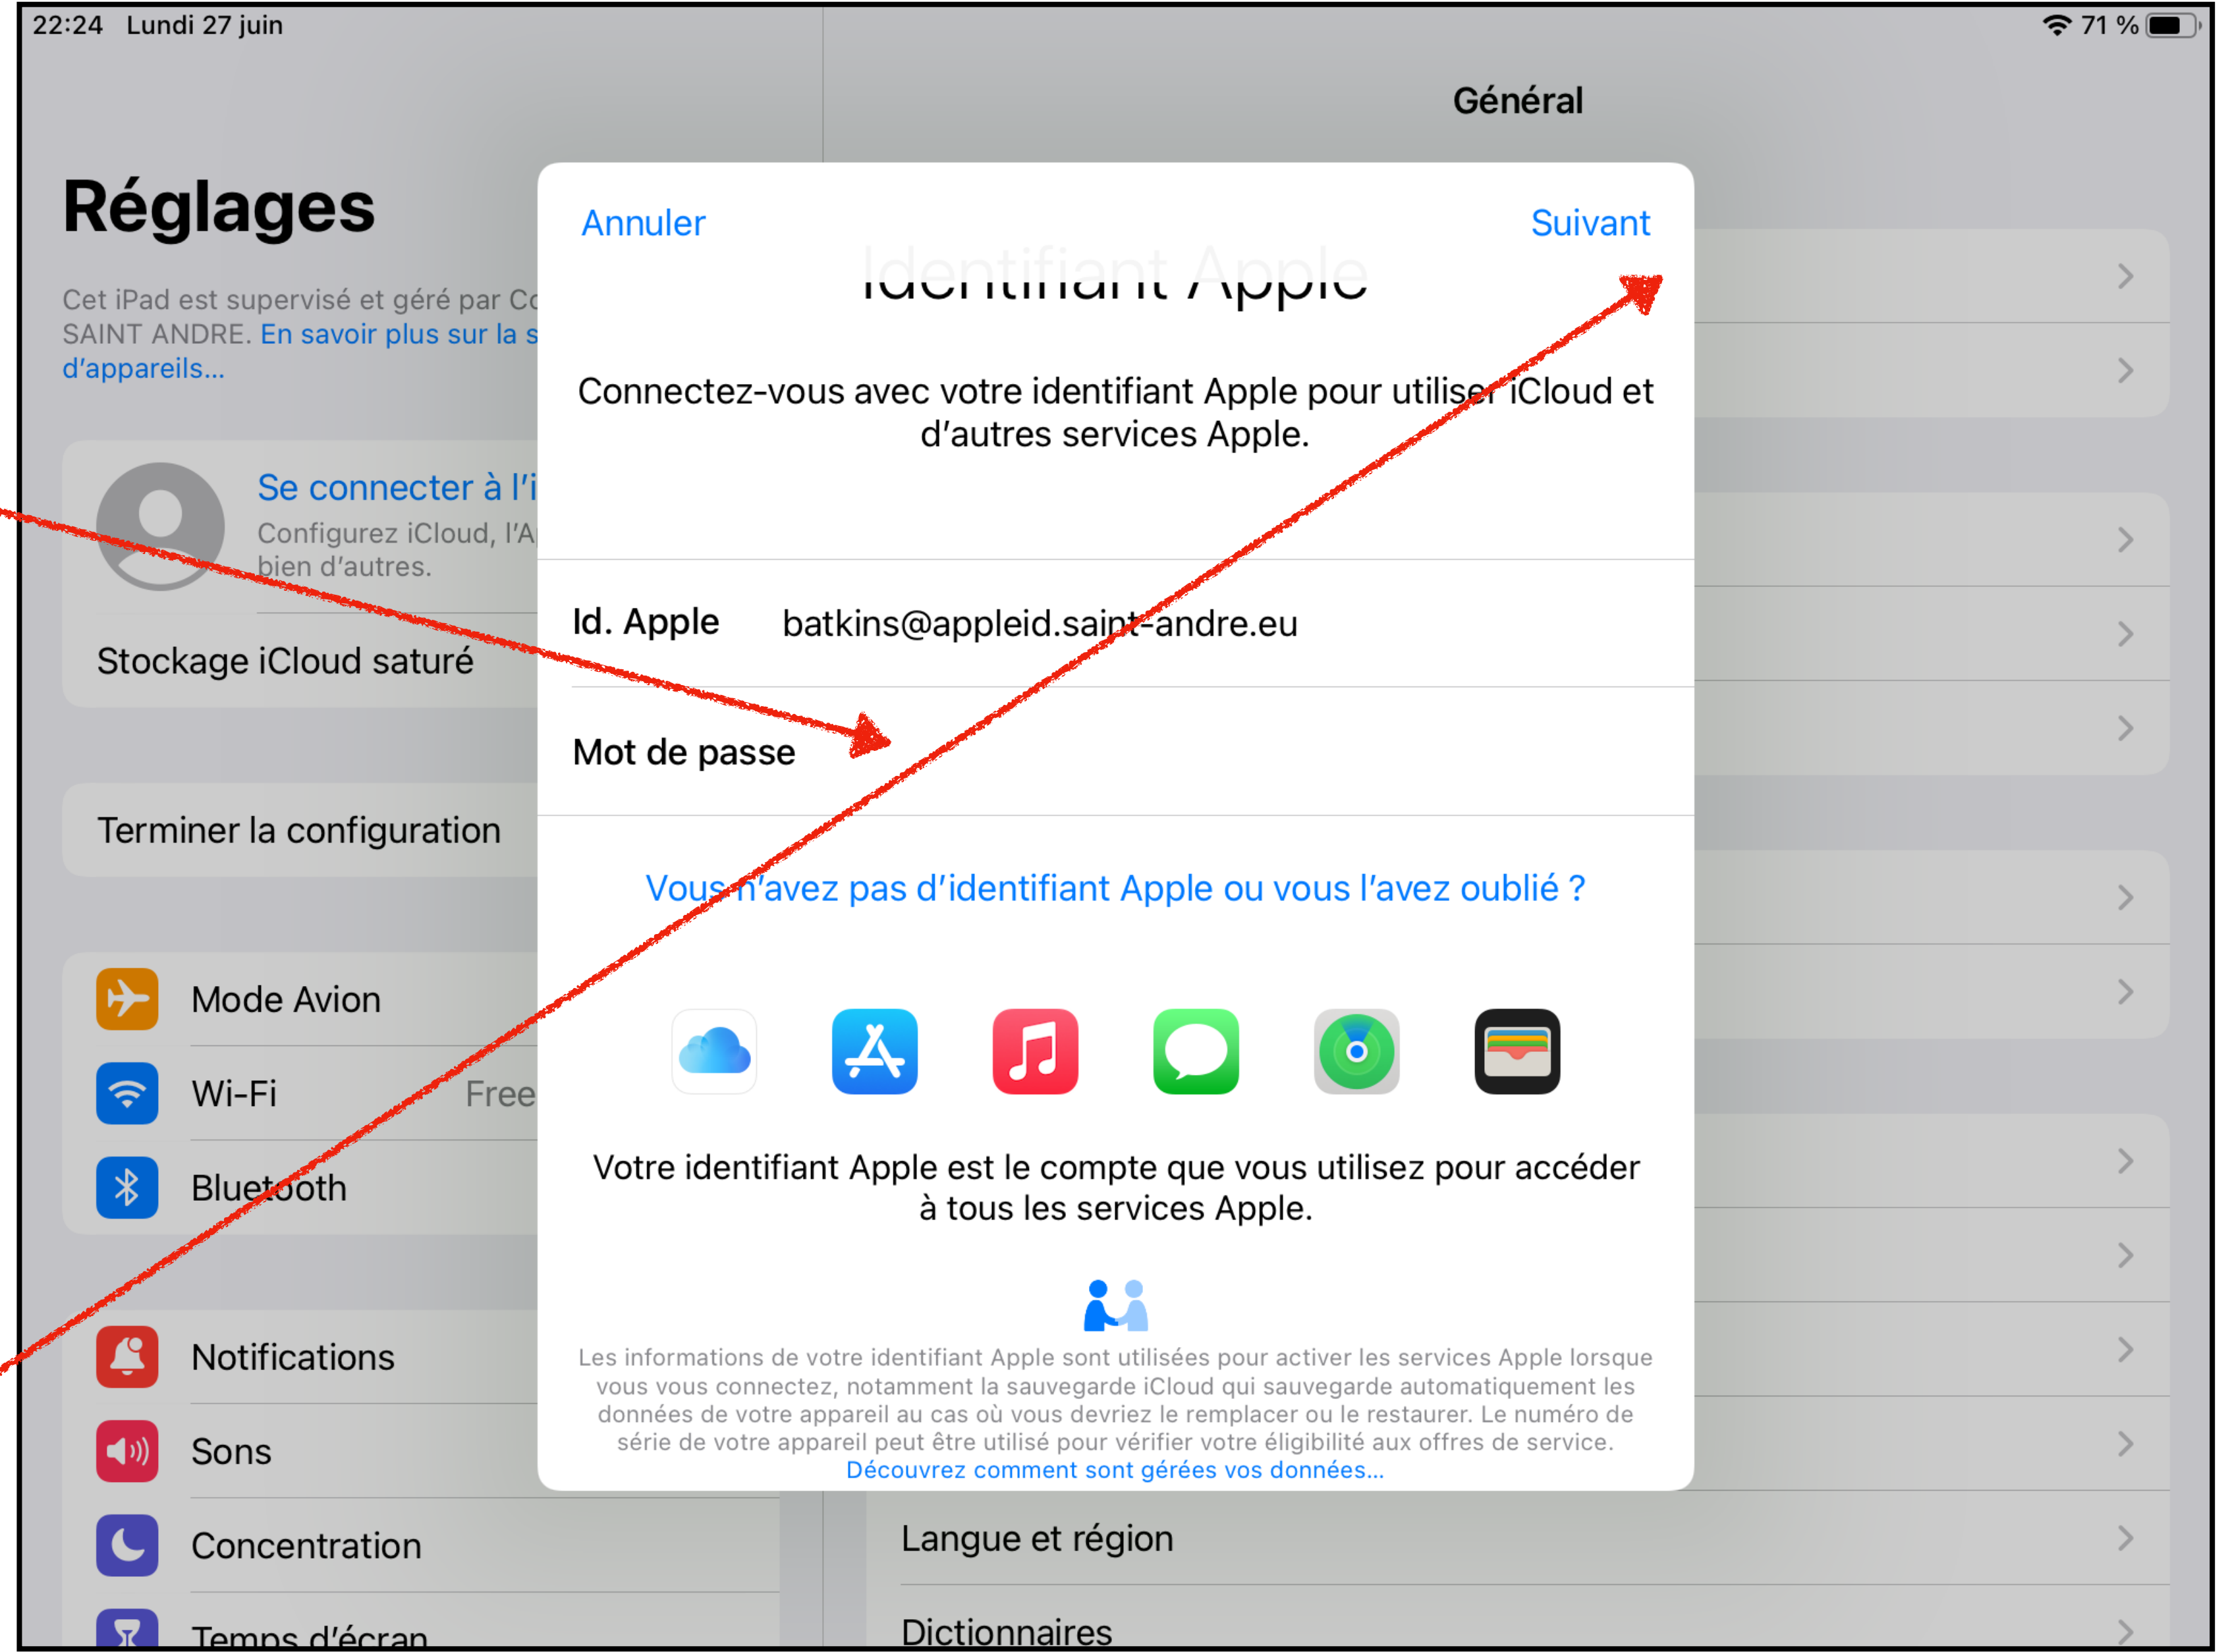 22:24 Lundi 27 juin
71 %
Général
Réglages
Cet iPad est supervisé et géré par Co
SAINT ANDRE. En savoir plus sur la s
d'appareils...
Se connecter à l'i
Configurez iCloud, l'A
bien d'autres.
Stockage iCloud saturé
Terminer la configuration
Mode Avion
Wi-Fi Free
Bluetooth
Notifications
Sons
Concentration
Temps d'écran
Annuler Suivant
Identifiant Apple
Connectez-vous avec votre identifiant Apple pour utiliser iCloud et
d'autres services Apple.
Id. Apple batkins@appleid.saint-andre.eu
Mot de passe
Vous n'avez pas d'identifiant Apple ou vous l'avez oublié ?
Votre identifiant Apple est le compte que vous utilisez pour accéder
à tous les services Apple.
Les informations de votre identifiant Apple sont utilisées pour activer les services Apple lorsque
vous vous connectez, notamment la sauvegarde iCloud qui sauvegarde automatiquement les
données de votre appareil au cas où vous devriez le remplacer ou le restaurer. Le numéro de
série de votre appareil peut être utilisé pour vérifier votre éligibilité aux offres de service.
Découvrez comment sont gérées vos données...
Langue et région
Dictionnaires